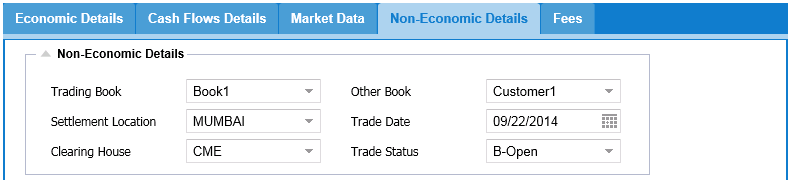 Economic Details Cash Flows Details Market Data Non-Economic Details Fees
Non-Economic Details
Trading Book Book1 Other Book Customer1
Settlement Location MUMBAI Trade Date 09/22/2014
Clearing House CME Trade Status B-Open